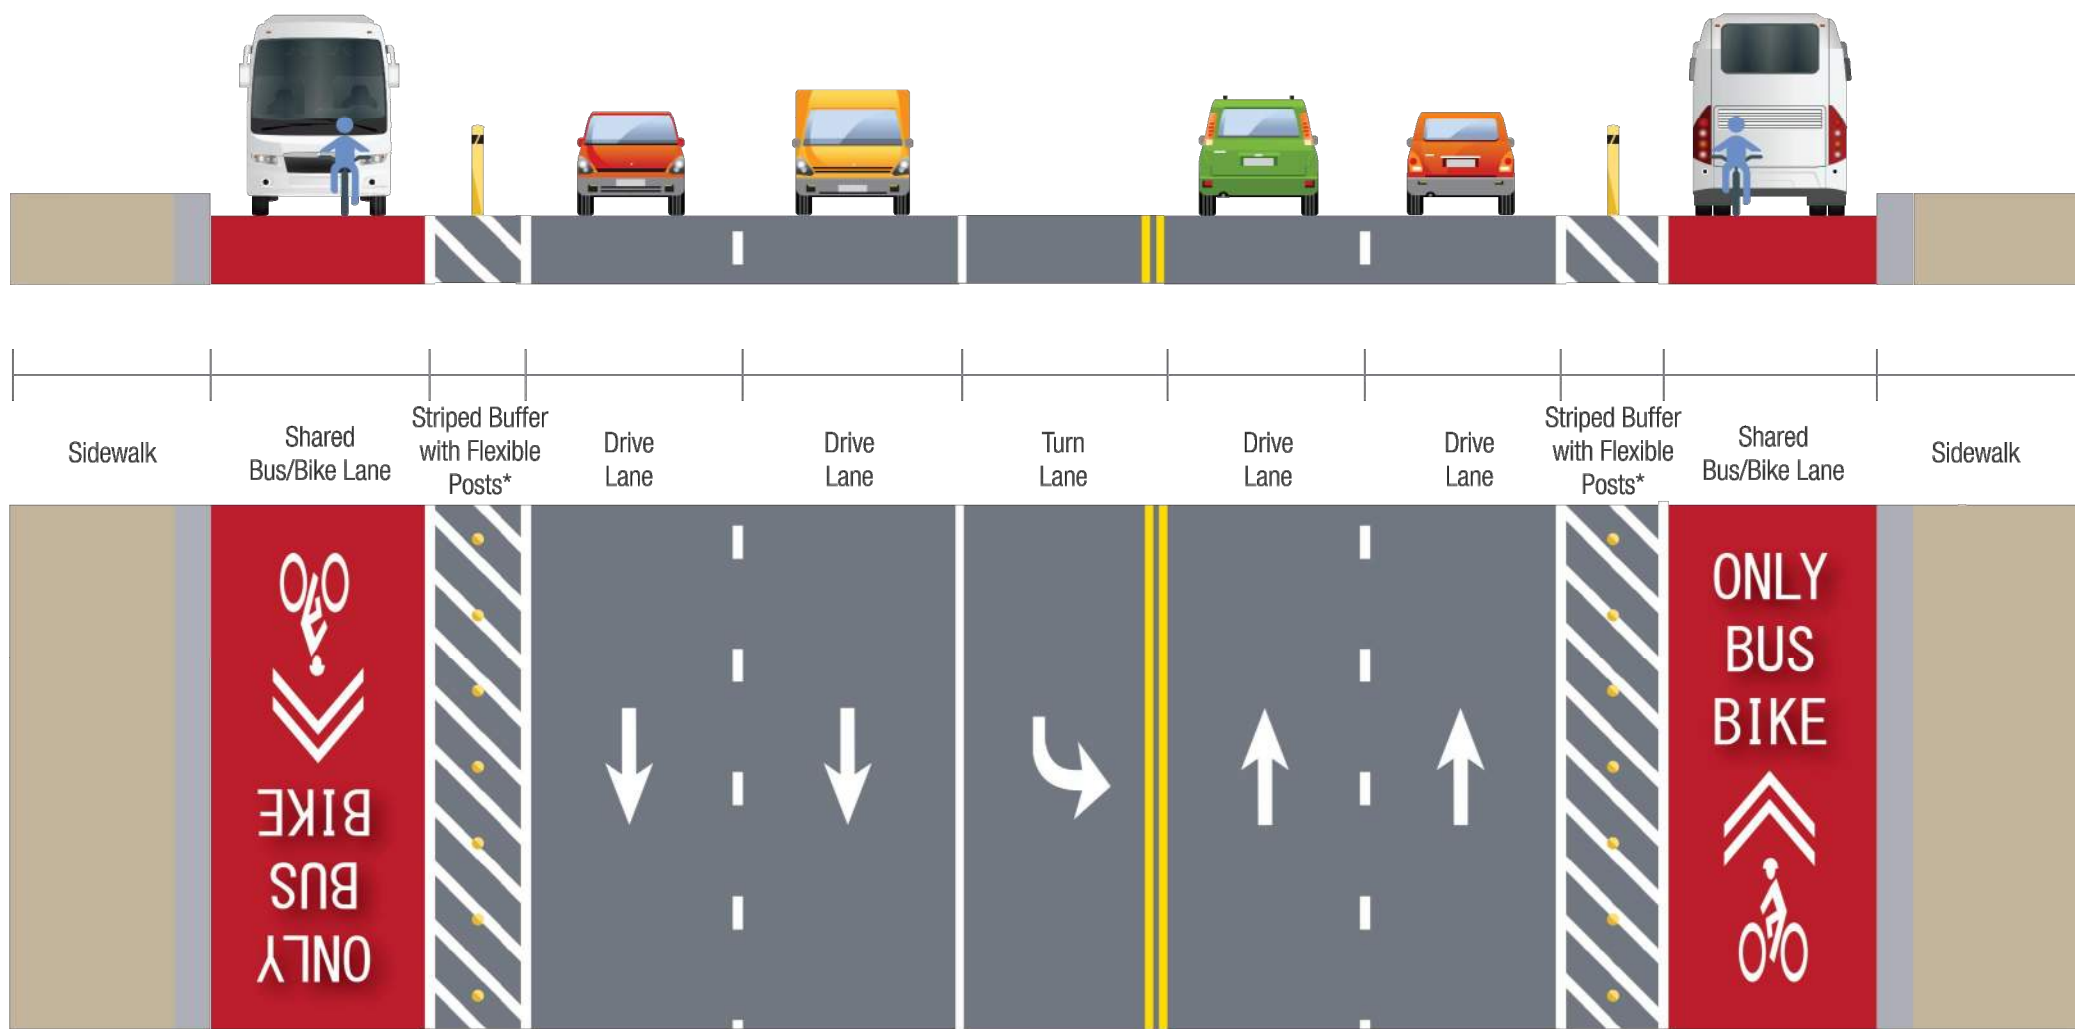 Sidewalk
Shared
Bus/Bike Lane
Striped Buffer
with Flexible
Posts*
Drive
Lane
Drive
Lane
Turn
Lane
Drive
Lane
Drive
Lane
Striped Buffer
with Flexible
Posts*
Shared
Bus/Bike Lane
Sidewalk
BIKE
BUS
ONLY
ONLY
BUS
BIKE